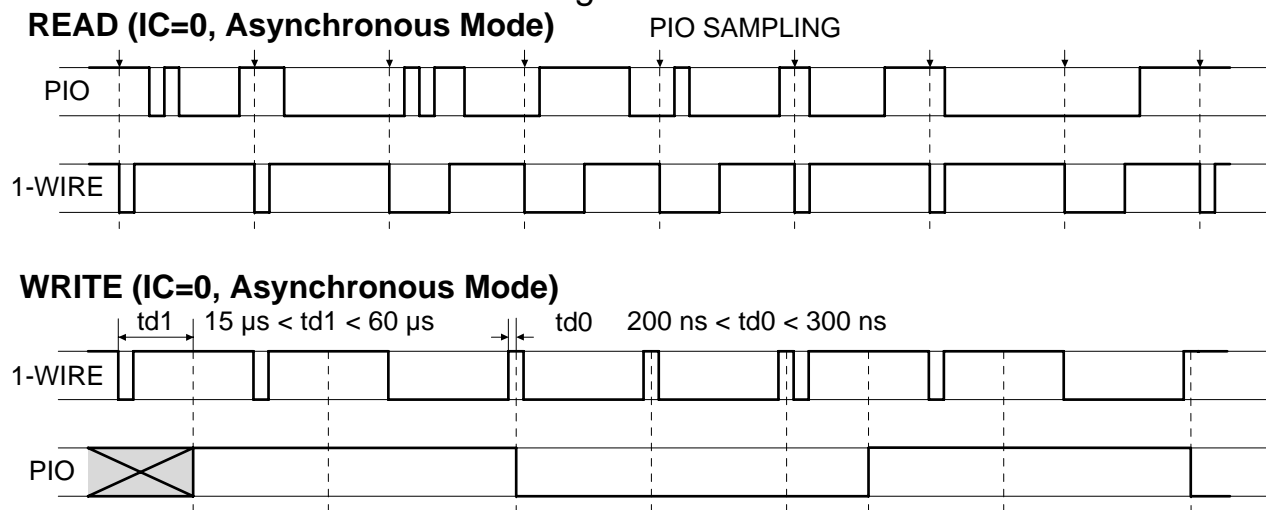 READ (IC=0, Asynchronous Mode) PIO SAMPLING
PIO
1-WIRE
WRITE (IC=0, Asynchronous Mode)
td1 15 µs < td1 < 60 µs td0 200 ns < td0 < 300 ns
1-WIRE
PIO